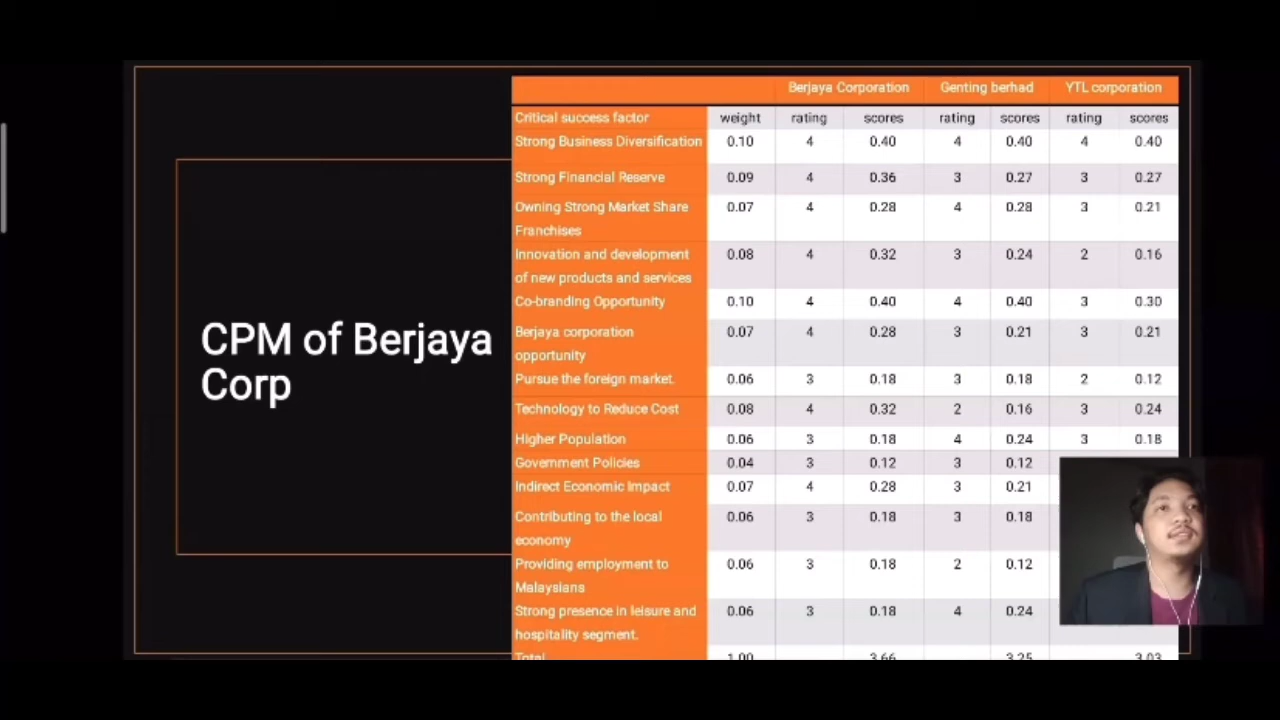 CPM of Berjaya
Corp
Berjaya Corporation Genting berhad YTL corporation
Critical success factor weight rating scores rating scores rating scores
Strong Business Diversification 0.10 4 0.40 4 0.40 4 0.40
Strong Financial Reserve 0.09 4 0.36 3 0.27 3 0.27
Owning Strong Market Share 0.07 4 0.28 4 0.28 3 0.21
Franchises
Innovation and development 0.08 4 0.32 3 0.24 2 0.16
of new products and services
Co-branding Opportunity 0.10 4 0.40 4 0.40 3 0.30
Berjaya corporation 0.07 4 0.28 3 0.21 3 0.21
opportunity
Pursue the foreign market. 0.06 3 0.18 3 0.18 2 0.12
Technology to Reduce Cost 0.08 4 0.32 2 0.16 3 0.24
Higher Population 0.06 3 0.18 4 0.24 3 0.18
Government Policies 0.04 3 0.12 3 0.12
Indirect Economic Impact 0.07 4 0.28 3 0.21
Contributing to the local 0.06 3 0.18 3 0.18
economy
Providing employment to 0.06 3 0.18 2 0.12
Malaysians
Strong presence in leisure and 0.06 3 0.18 4 0.24
hospitality segment.
Total 1.00 3.66 3.25 3.03